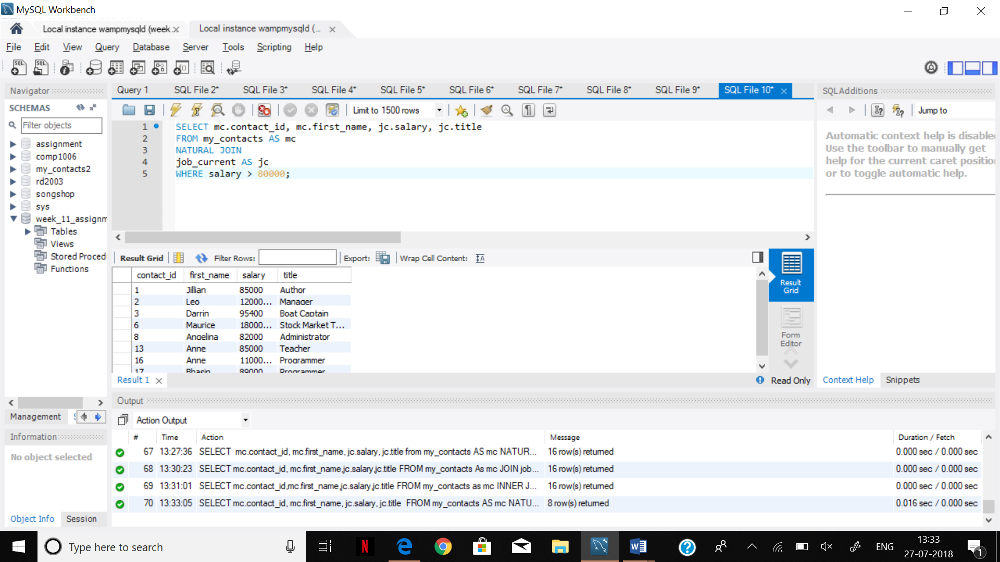 MySQL Workbench
Local instance wampmysqld (week... Local instance wampmysqld (...
File Edit View Query Database Server Tools Scripting Help
Navigator
SCHEMAS
Filter objects
assignment
comp1006
my_contacts2
rd2003
songshop
sys
week_11_assignm
Tables
Views
Stored Proced
Functions
Management
Information
No object selected
Object Info Session
Query 1 SQL File 2* SQL File 3* SQL File 4* SQL File 5* SQL File 6* SQL File 7* SQL File 8* SQL File 9* SQL File 10*
Limit to 1500 rows
1 SELECT mc.contact_id, mc.first_name, jc.salary, jc.title
2 FROM my_contacts AS mc
3 NATURAL JOIN
4 job_current AS jc
5 WHERE salary > 80000;
Result Grid Filter Rows: Export: Wrap Cell Content:
contact_id first_name salary title
1 Jillian 85000 Author
2 Leo 12000... Manager
3 Darrin 95400 Boat Captain
6 Maurice 18000... Stock Market T...
8 Angelina 82000 Administrator
13 Anne 85000 Teacher
16 Anne 11000... Programmer
17 Bhasin 89000 Programmer
Result Grid
Form Editor
Result 1
Read Only
SQLAdditions
Jump to
Automatic context help is disable
Use the toolbar to manually get
help for the current caret positio
or to toggle automatic help.
Context Help Snippets
Output
Action Output
# Time Action Message Duration / Fetch
67 13:27:36 SELECT mc.contact_id, mc.first_name, jc.salary, jc.title from my_contacts AS mc NATUR... 16 row(s) returned 0.000 sec / 0.000 sec
68 13:30:23 SELECT mc.contact_id, mc.first_name,jc.salary,jc.title FROM my_contacts As mc JOIN job... 16 row(s) returned 0.000 sec / 0.000 sec
69 13:31:01 SELECT mc.contact_id,mc.first_name,jc.salary,jc.title FROM my_contacts as mc INNER J... 16 row(s) returned 0.000 sec / 0.000 sec
70 13:33:05 SELECT mc.contact_id, mc.first_name, jc.salary, jc.title FROM my_contacts AS mc NATU... 8 row(s) returned 0.016 sec / 0.000 sec
Type here to search
ENG
13:33
27-07-2018
1